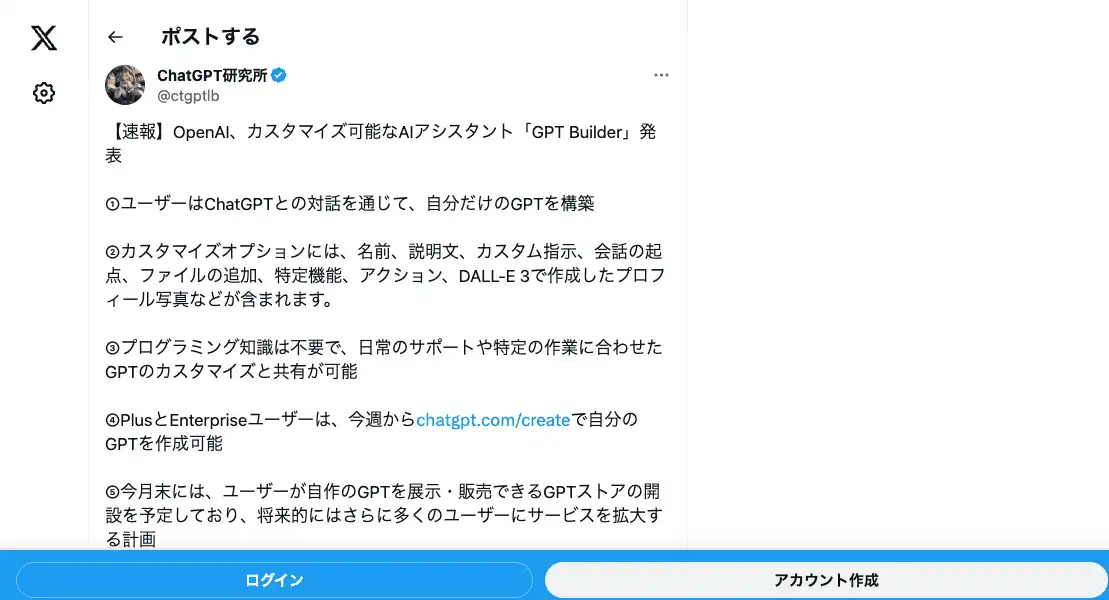 ポストする
ChatGPT研究所
@ctgptlb
【速報】OpenAI、カスタマイズ可能なAIアシスタント「GPT Builder」発
表
①ユーザーはChatGPTとの対話を通じて、自分だけのGPTを構築
②カスタマイズオプションには、名前、説明文、カスタム指示、会話の起
点、ファイルの追加、特定機能、アクション、DALL-E 3で作成したプロフ
ィール写真などが含まれます。
③プログラミング知識は不要で、日常のサポートや特定の作業に合わせた
GPTのカスタマイズと共有が可能
④PlusとEnterpriseユーザーは、今週からchatgpt.com/createで自分の
GPTを作成可能
⑤今月末には、ユーザーが自作のGPTを展示・販売できるGPTストアの開
設を予定しており、将来的にはさらに多くのユーザーにサービスを拡大す
る計画
ログイン
アカウント作成